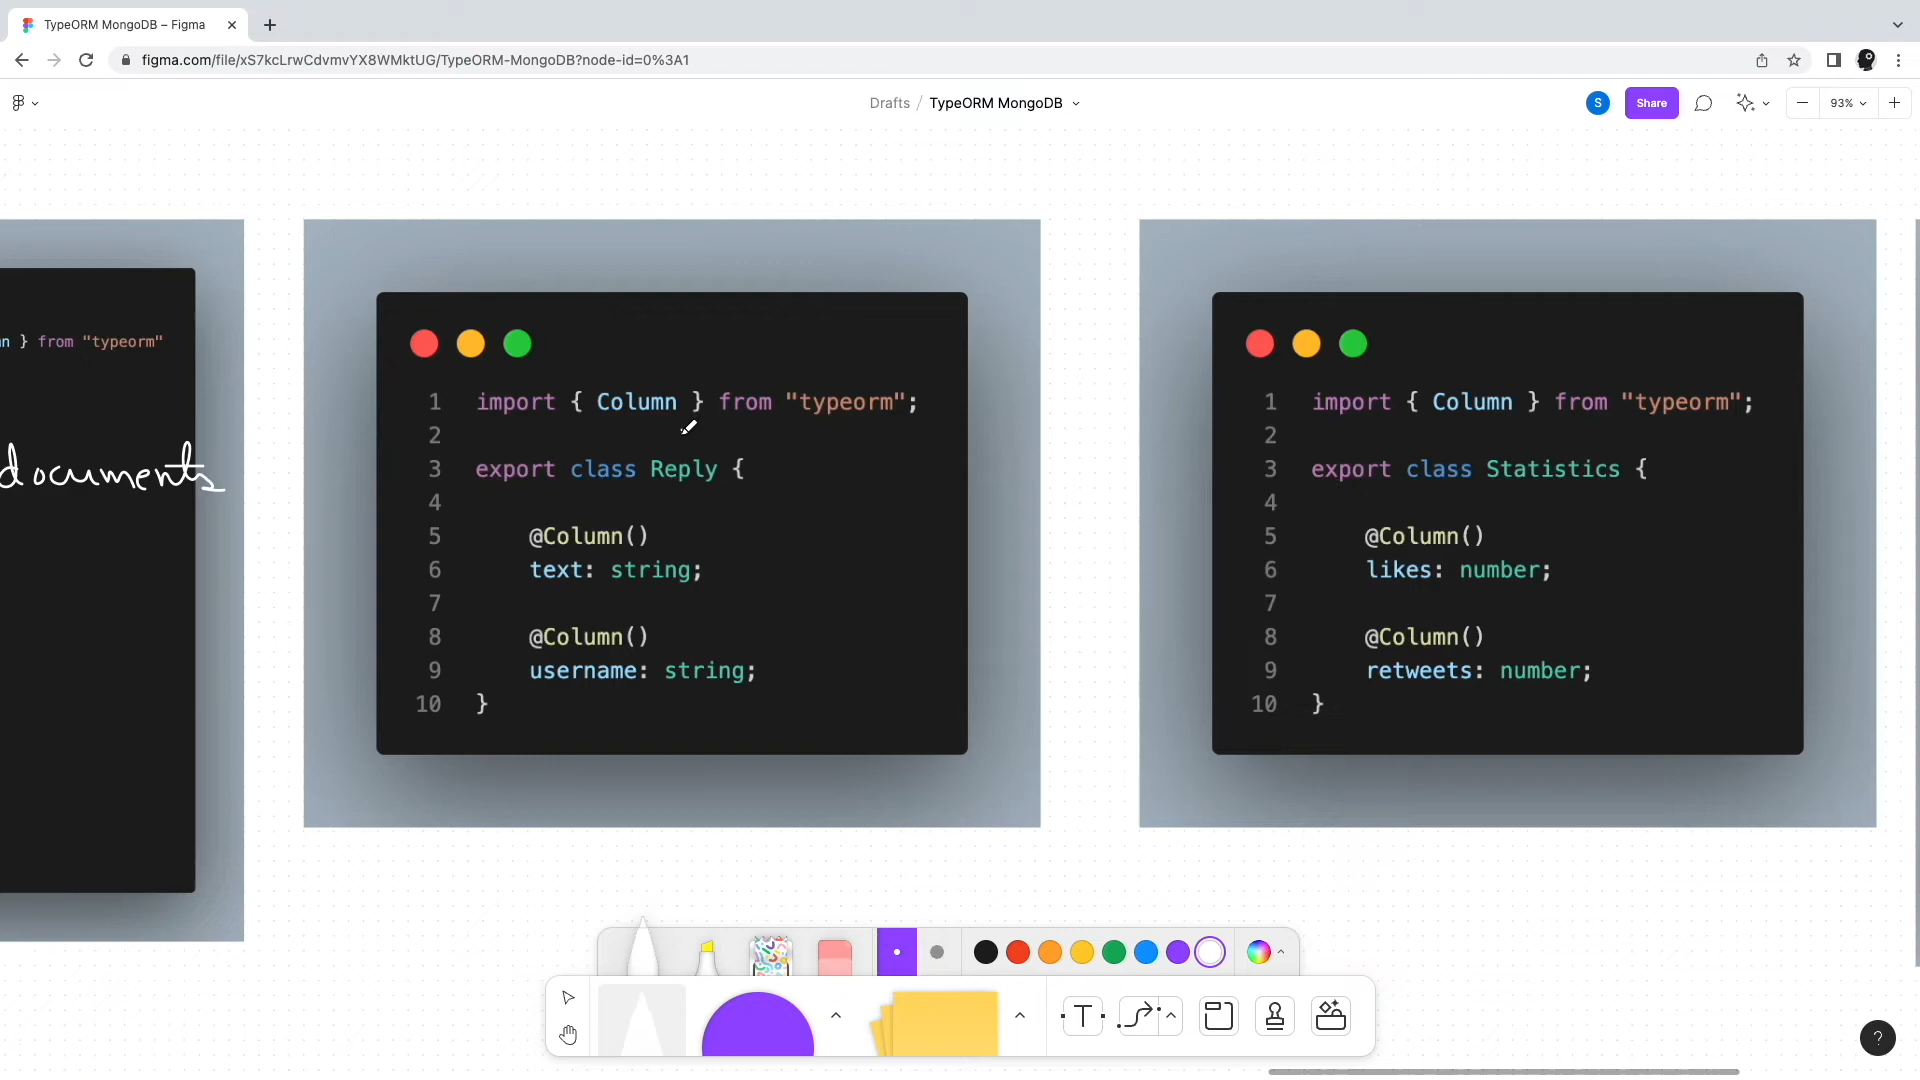 TypeORM MongoDB – Figma
figma.com/file/xS7kcLrwCdvmvYX8WMktUG/TypeORM-MongoDB?node-id=0%3A1
Drafts / TypeORM MongoDB
S
Share
93%
n } from "typeorm"
documents
1 import { Column } from "typeorm";
2
3 export class Reply {
4
5 @Column()
6 text: string;
7
8 @Column()
9 username: string;
10 }
1 import { Column } from "typeorm";
2
3 export class Statistics {
4
5 @Column()
6 likes: number;
7
8 @Column()
9 retweets: number;
10 }
T
?